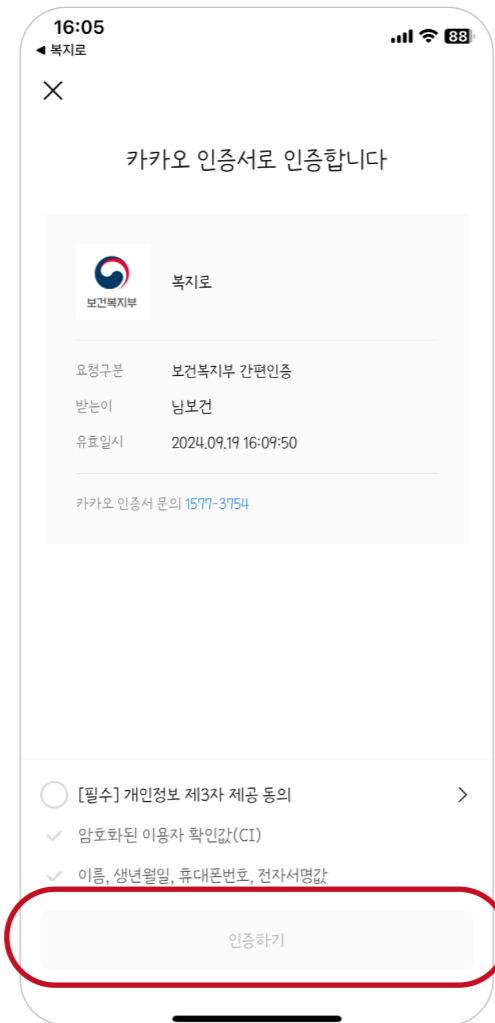 16:05
88
◀ 복지로
카카오 인증서로 인증합니다
보건복지부
복지로
요청구분 보건복지부 간편인증
받는이 남보건
유효일시 2024.09.19 16:09:50
카카오 인증서 문의 1577-3754
[필수] 개인정보 제3자 제공 동의
암호화된 이용자 확인값(CI)
이름, 생년월일, 휴대폰번호, 전자서명값
인증하기